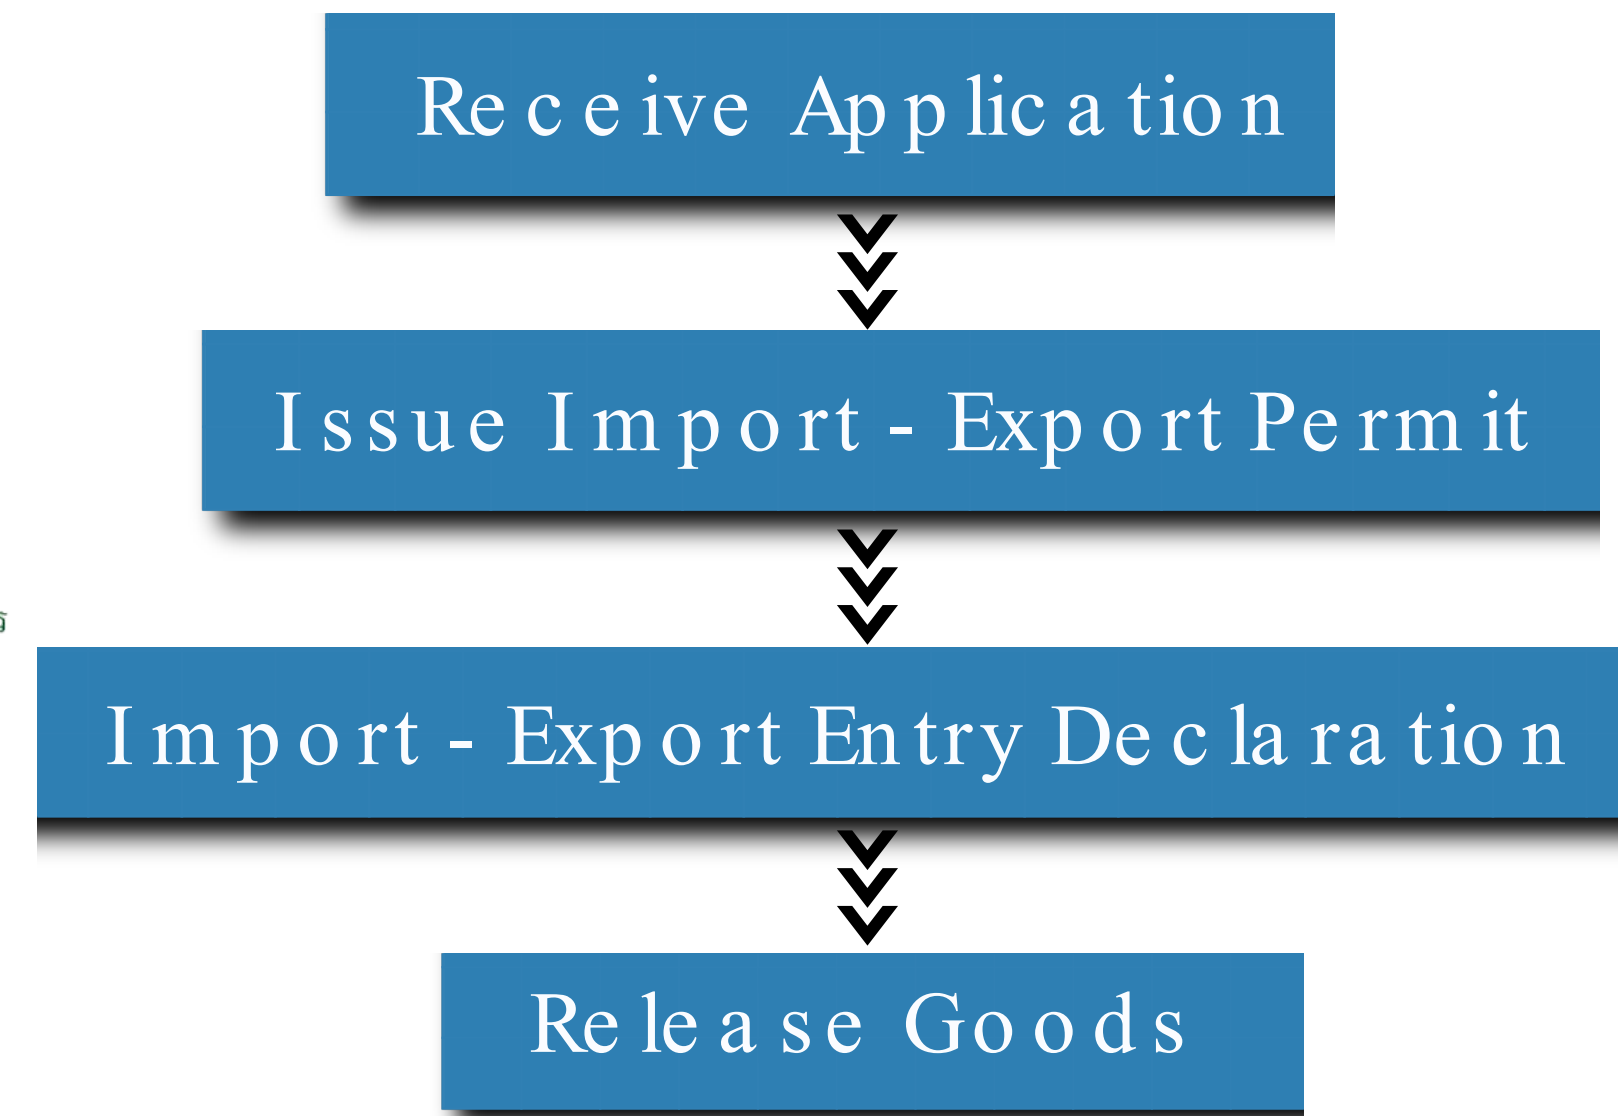 Receive Application
Issue Import - Export Permit
Import - Export Entry Declaration
Release Goods